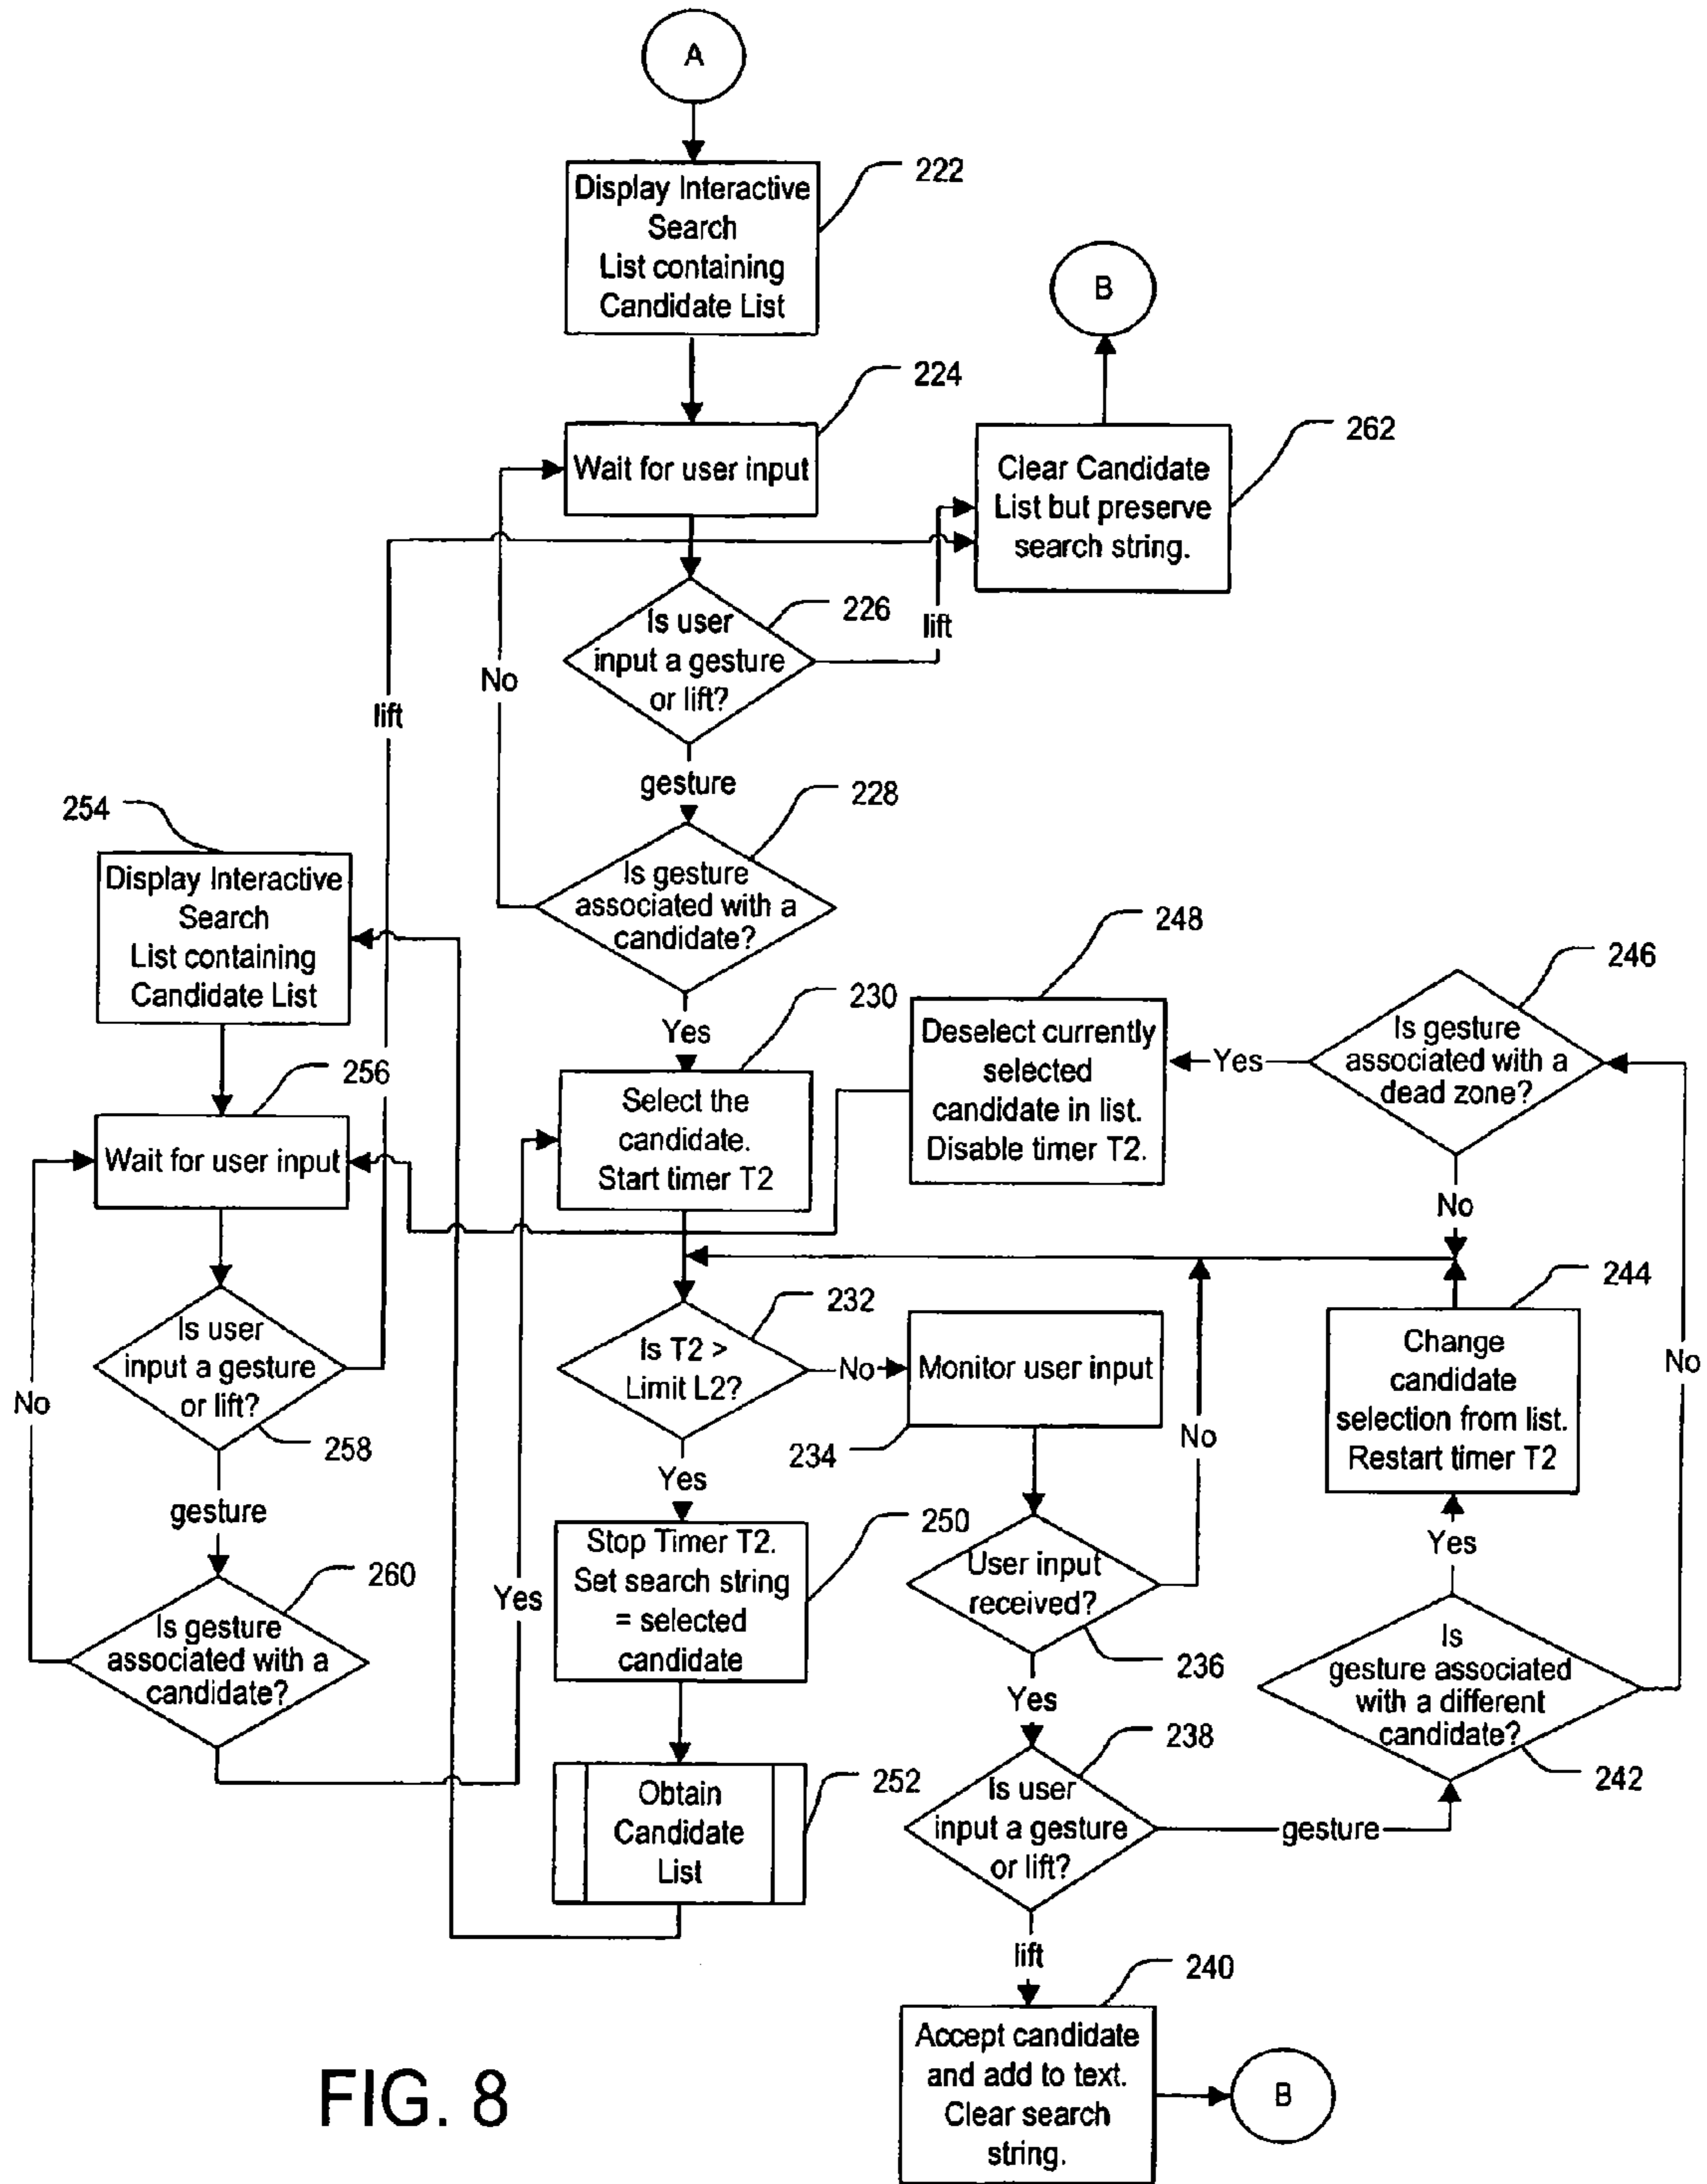 A
Display Interactive
Search
List containing
Candidate List
222
B
Wait for user input
224
Clear Candidate
List but preserve
search string.
262
Is user
input a gesture
or lift?
226
lift
No
lift
gesture
254
Display Interactive
Search
List containing
Candidate List
Is gesture
associated with a
candidate?
228
Yes
248
Deselect currently
selected
candidate in list.
Disable timer T2.
Yes
Is gesture
associated with a
dead zone?
246
No
256
Wait for user input
230
Select the
candidate.
Start timer T2
Is user
input a gesture
or lift?
258
No
gesture
Is T2 >
Limit L2?
232
No
Monitor user input
234
No
244
Change
candidate
selection from list.
Restart timer T2
No
Yes
Yes
Stop Timer T2.
Set search string
= selected
candidate
250
User input
received?
236
Yes
Is gesture
associated with a
candidate?
260
Yes
Is
gesture associated
with a different
candidate?
242
Obtain
Candidate
List
252
Is user
input a gesture
or lift?
238
gesture
lift
240
Accept candidate
and add to text.
Clear search
string.
B
FIG. 8